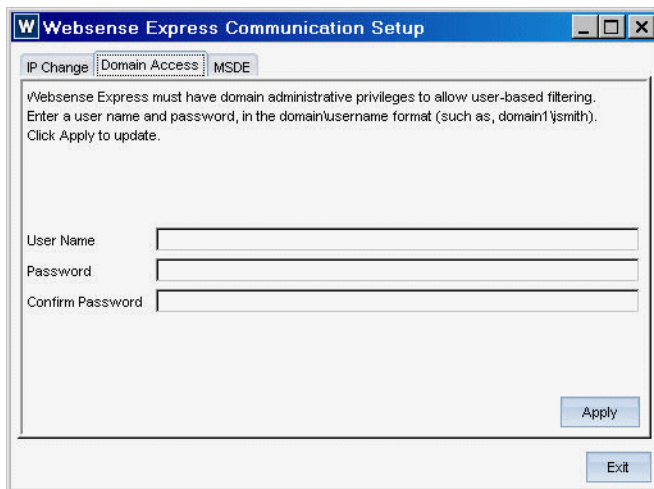 W Websense Express Communication Setup
IP Change Domain Access MSDE
Websense Express must have domain administrative privileges to allow user-based filtering.
Enter a user name and password, in the domain\username format (such as, domain1\jsmith).
Click Apply to update.
User Name
Password
Confirm Password
Apply
Exit